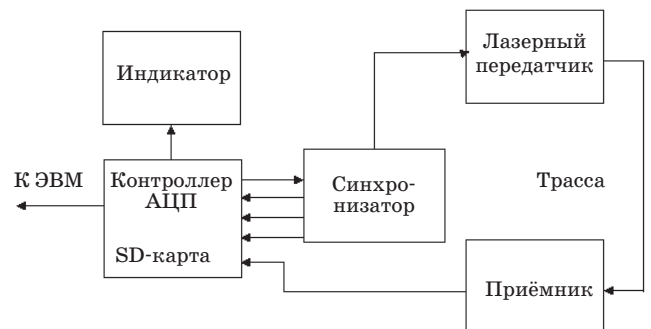 Лазерный
передатчик
Индикатор
К ЭВМ
Контроллер
АЦП
SD-карта
Синхро-
низатор
Трасса
Приёмник